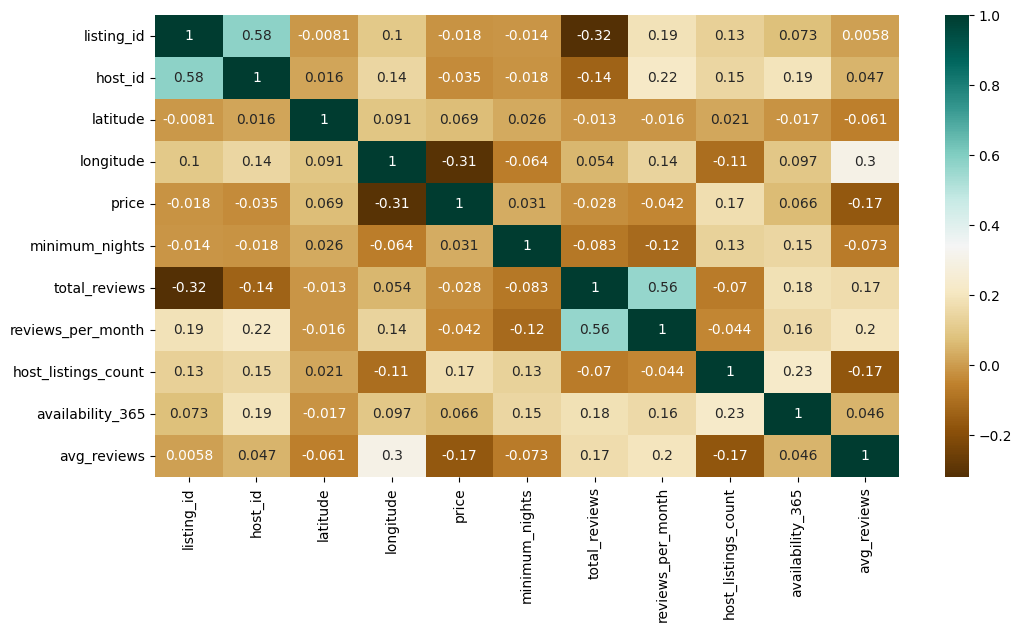 listing_id 1 0.58 -0.0081 0.1 -0.018 -0.014 -0.32 0.19 0.13 0.073 0.0058
host_id 0.58 1 0.016 0.14 -0.035 -0.018 -0.14 0.22 0.15 0.19 0.047
latitude -0.0081 0.016 1 0.091 0.069 0.026 -0.013 -0.016 0.021 -0.017 -0.061
longitude 0.1 0.14 0.091 1 -0.31 -0.064 0.054 0.14 -0.11 0.097 0.3
price -0.018 -0.035 0.069 -0.31 1 0.031 -0.028 -0.042 0.17 0.066 -0.17
minimum_nights -0.014 -0.018 0.026 -0.064 0.031 1 -0.083 -0.12 0.13 0.15 -0.073
total_reviews -0.32 -0.14 -0.013 0.054 -0.028 -0.083 1 0.56 -0.07 0.18 0.17
reviews_per_month 0.19 0.22 -0.016 0.14 -0.042 -0.12 0.56 1 -0.044 0.16 0.2
host_listings_count 0.13 0.15 0.021 -0.11 0.17 0.13 -0.07 -0.044 1 0.23 -0.17
availability_365 0.073 0.19 -0.017 0.097 0.066 0.15 0.18 0.16 0.23 1 0.046
avg_reviews 0.0058 0.047 -0.061 0.3 -0.17 -0.073 0.17 0.2 -0.17 0.046 1
listing_id
host_id
latitude
longitude
price
minimum_nights
total_reviews
reviews_per_month
host_listings_count
availability_365
avg_reviews
1.0
0.8
0.6
0.4
0.2
0.0
−0.2